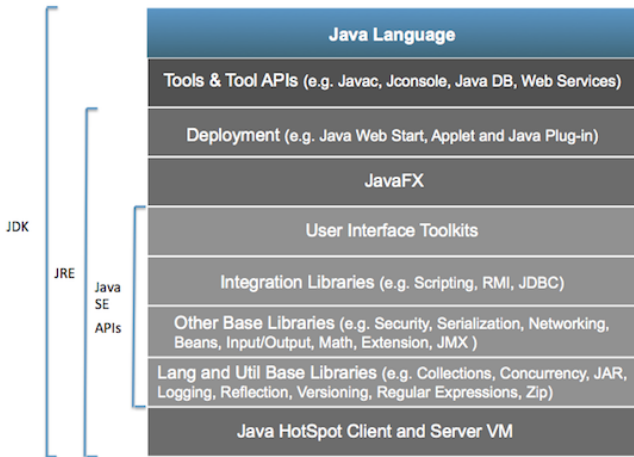 Java Language
Tools & Tool APIs (e.g. Javac, Jconsole, Java DB, Web Services)
Deployment (e.g. Java Web Start, Applet and Java Plug-in)
JavaFX
User Interface Toolkits
Integration Libraries (e.g. Scripting, RMI, JDBC)
Other Base Libraries (e.g. Security, Serialization, Networking,
Beans, Input/Output, Math, Extension, JMX )
Lang and Util Base Libraries (e.g. Collections, Concurrency, JAR,
Logging, Reflection, Versioning, Regular Expressions, Zip)
Java HotSpot Client and Server VM
JDK
JRE
Java
SE
APIs